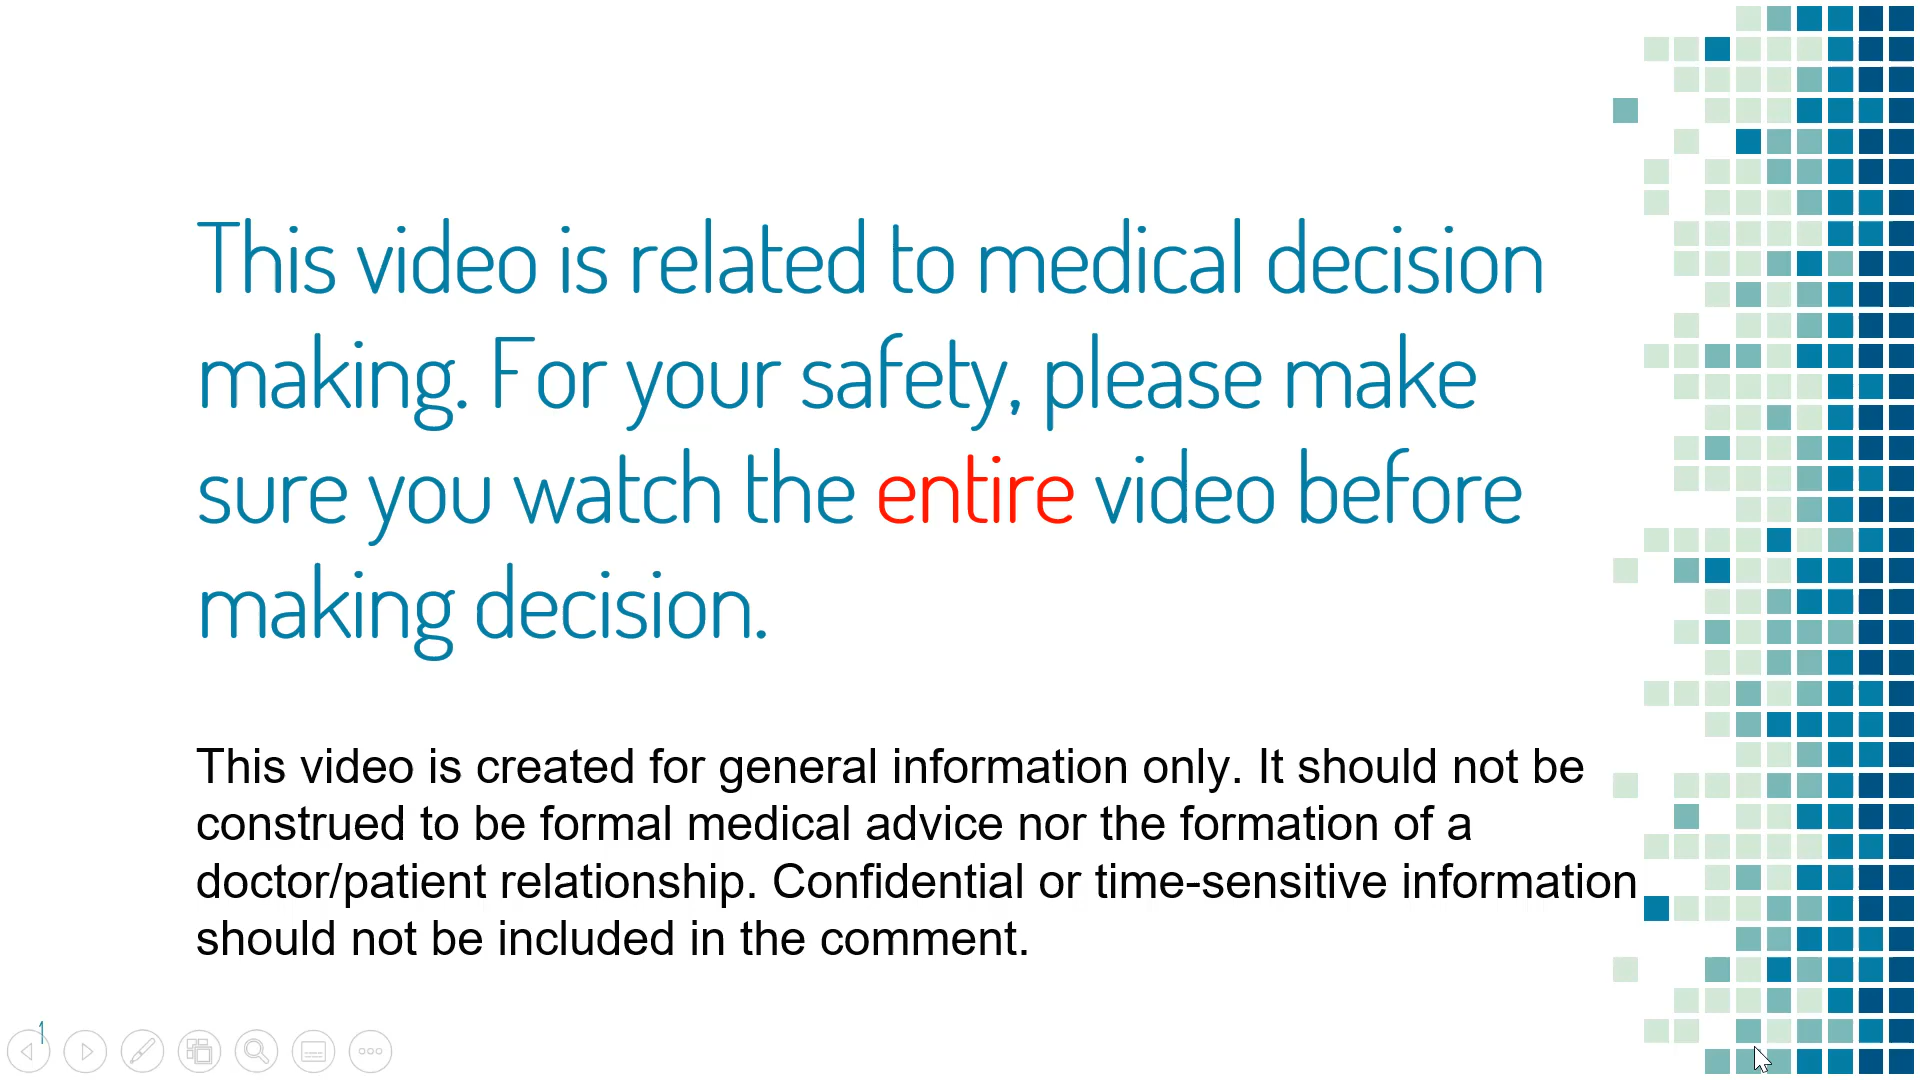 This video is related to medical decision
making. For your safety, please make
sure you watch the entire video before
making decision.
This video is created for general information only. It should not be
construed to be formal medical advice nor the formation of a
doctor/patient relationship. Confidential or time-sensitive information
should not be included in the comment.
1